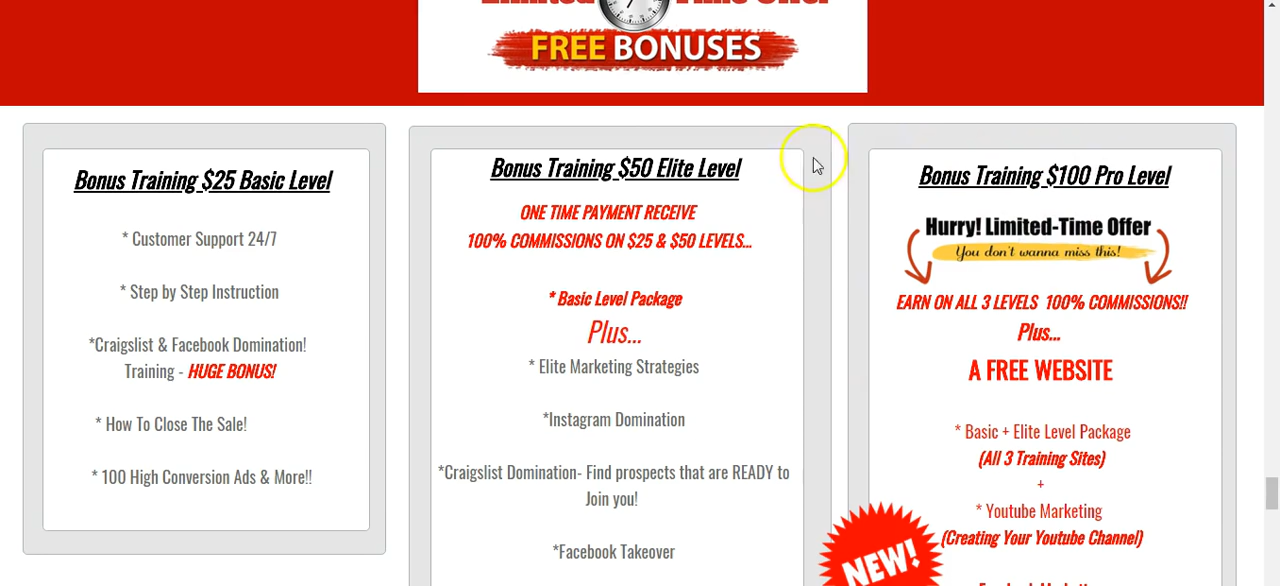 Limited Time Offer
FREE BONUSES
Bonus Training $25 Basic Level
* Customer Support 24/7
* Step by Step Instruction
*Craigslist & Facebook Domination!
Training - HUGE BONUS!
* How To Close The Sale!
* 100 High Conversion Ads & More!!
Bonus Training $50 Elite Level
ONE TIME PAYMENT RECEIVE
100% COMMISSIONS ON $25 & $50 LEVELS...
* Basic Level Package
Plus...
* Elite Marketing Strategies
*Instagram Domination
*Craigslist Domination- Find prospects that are READY to
Join you!
*Facebook Takeover
Bonus Training $100 Pro Level
Hurry! Limited-Time Offer
You don't wanna miss this!
EARN ON ALL 3 LEVELS 100% COMMISSIONS!!
Plus...
A FREE WEBSITE
* Basic + Elite Level Package
(All 3 Training Sites)
+
* Youtube Marketing
(Creating Your Youtube Channel)
NEW!